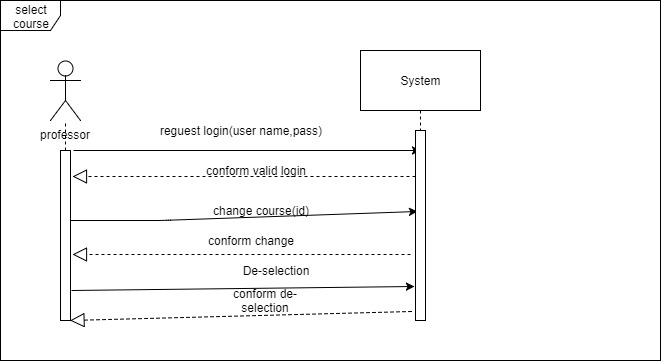 select
course
System
professor
reguest login(user name,pass)
conform valid login
change course(id)
conform change
De-selection
conform de-
selection